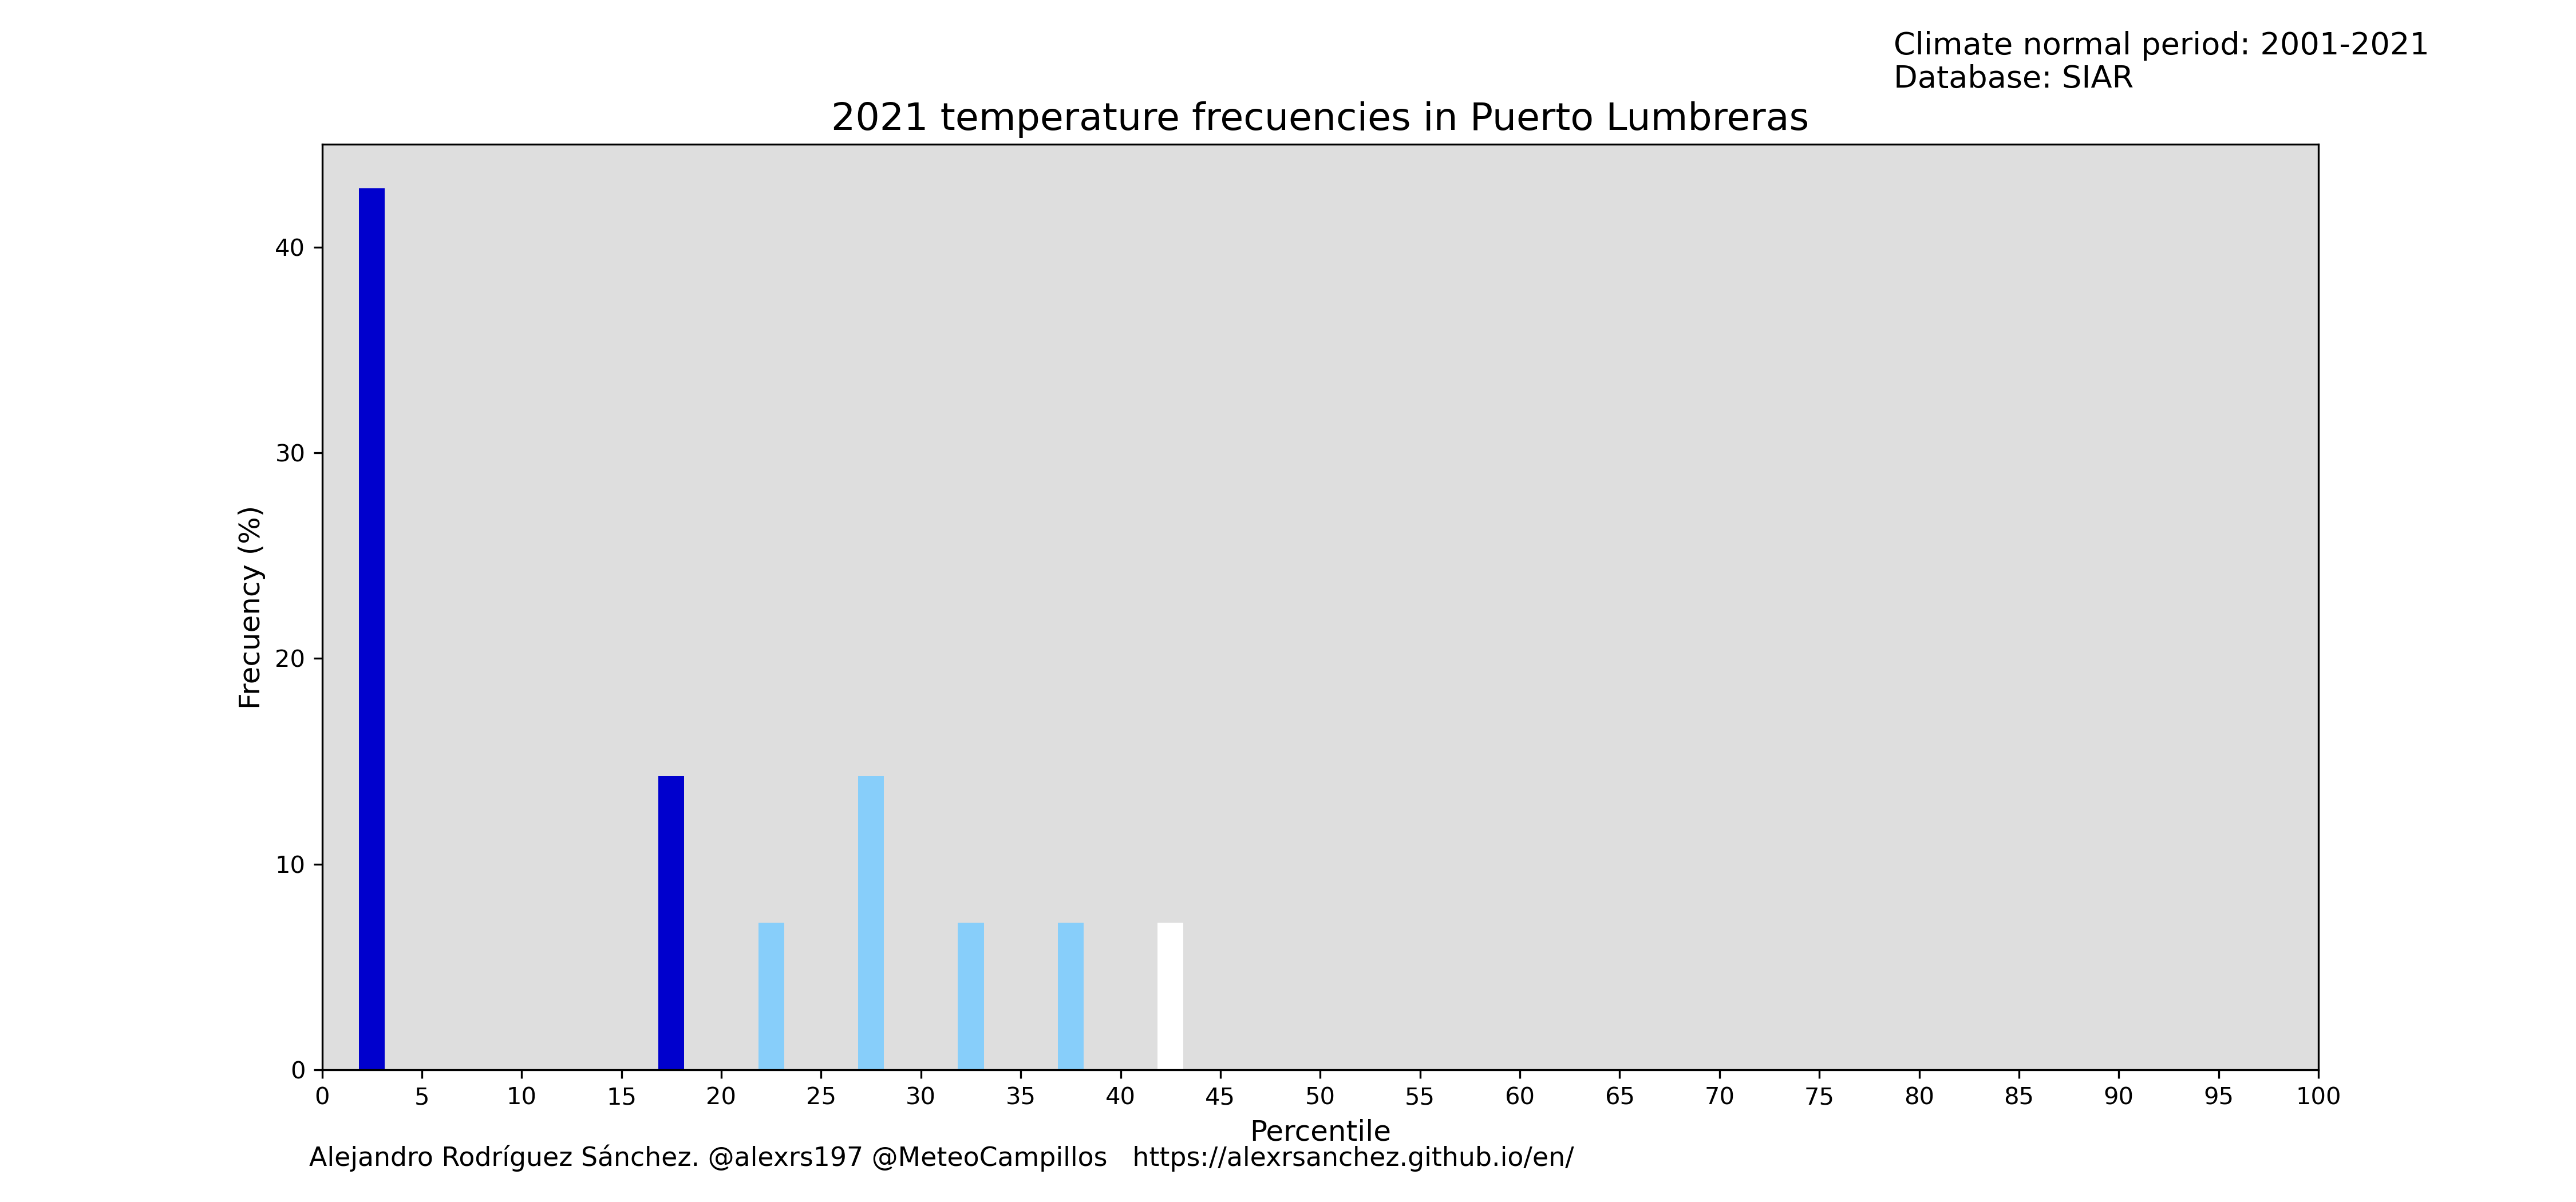 Climate normal period: 2001-2021
Database: SIAR
2021 temperature frecuencies in Puerto Lumbreras
40
30
20
10
0
Frecuency (%)
0 5 10 15 20 25 30 35 40 45 50 55 60 65 70 75 80 85 90 95 100
Percentile
Alejandro Rodríguez Sánchez. @alexrs197 @MeteoCampillos https://alexrsanchez.github.io/en/